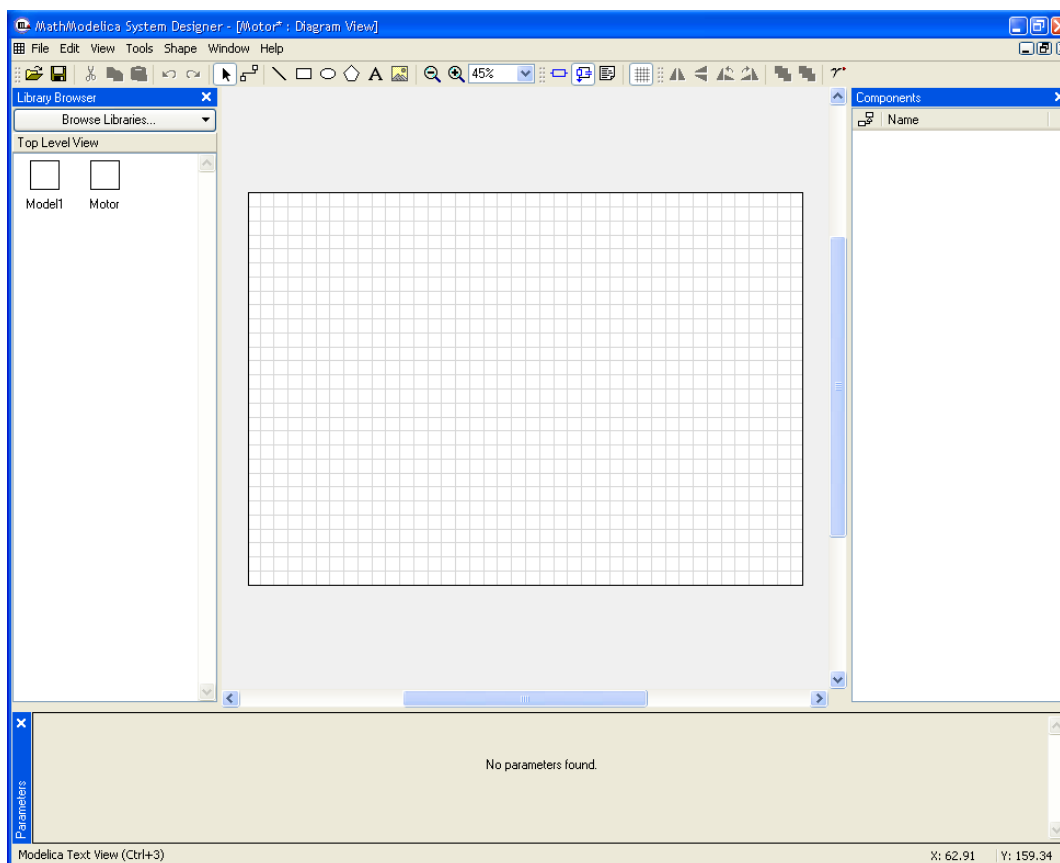 MathModelica System Designer - [Motor* : Diagram View]
File Edit View Tools Shape Window Help
A 45%
Library Browser
Components
Browse Libraries...
Name
Top Level View
Model1 Motor
No parameters found.
Parameters
Modelica Text View (Ctrl+3)
X: 62.91 Y: 159.34